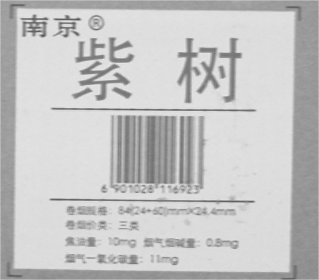 南京®
紫树
6 901028 116923
卷烟规格: 84(24+60)mm×24.4mm
卷烟价类: 三类
焦油量: 10mg 烟气烟碱量: 0.8mg
烟气一氧化碳量: 11mg